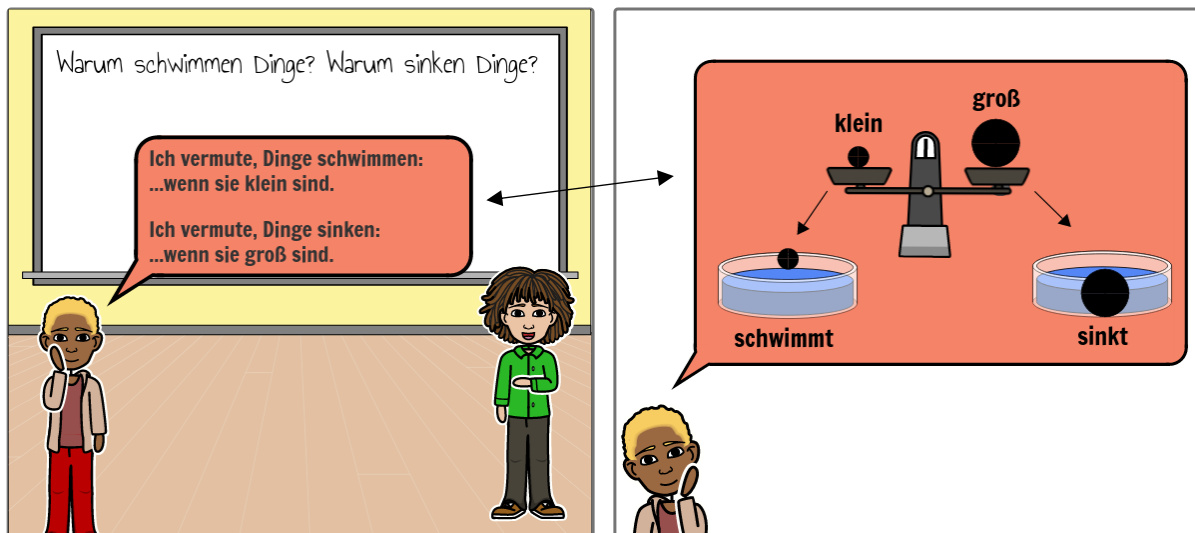 Warum schwimmen Dinge? Warum sinken Dinge?
Ich vermute, Dinge schwimmen:
...wenn sie klein sind.
Ich vermute, Dinge sinken:
...wenn sie groß sind.
klein
groß
schwimmt
sinkt